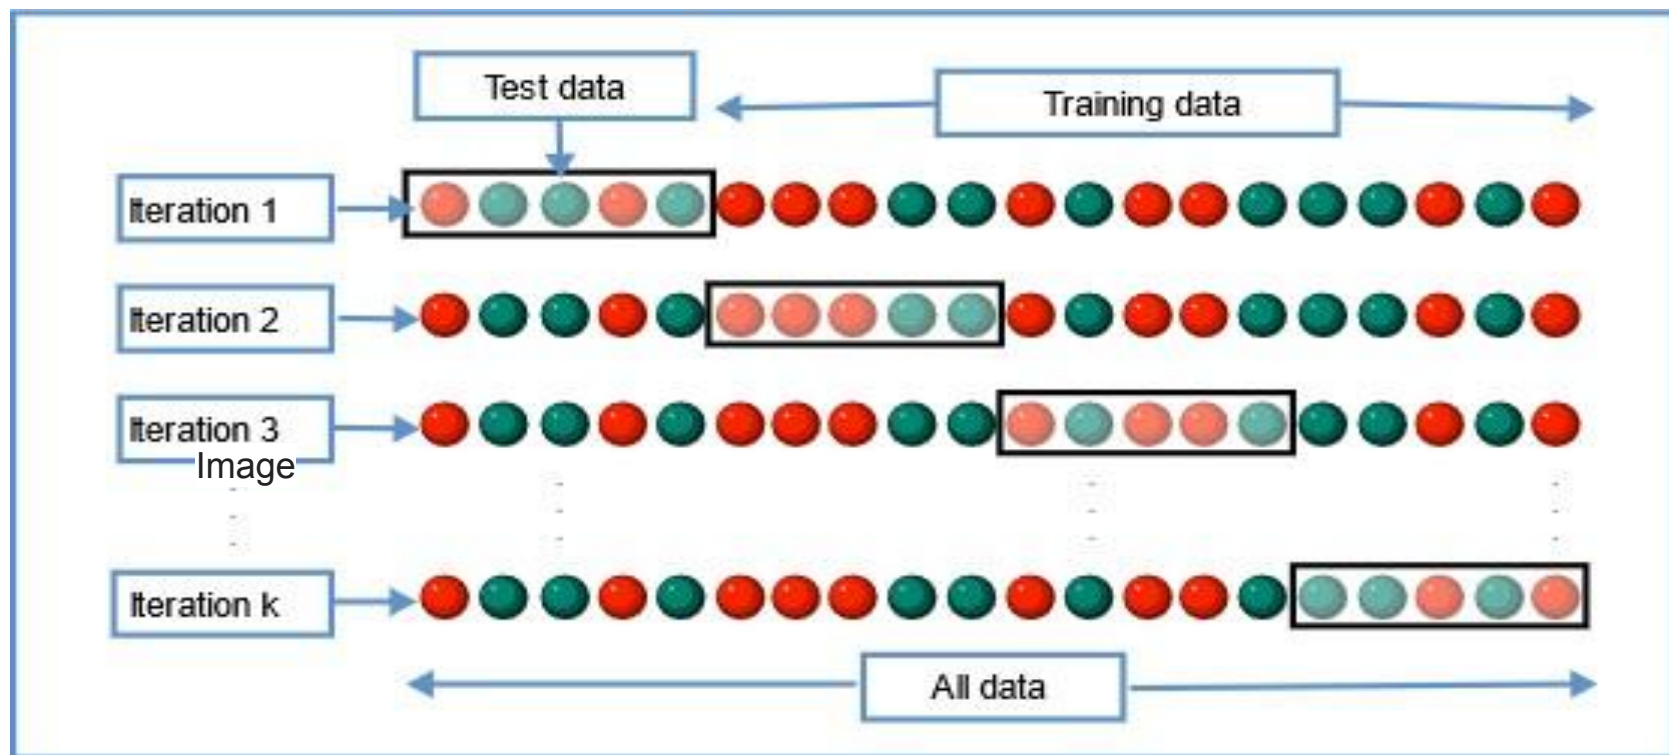 Test data
Training data
Iteration 1
Iteration 2
Iteration 3
Image
Iteration k
All data